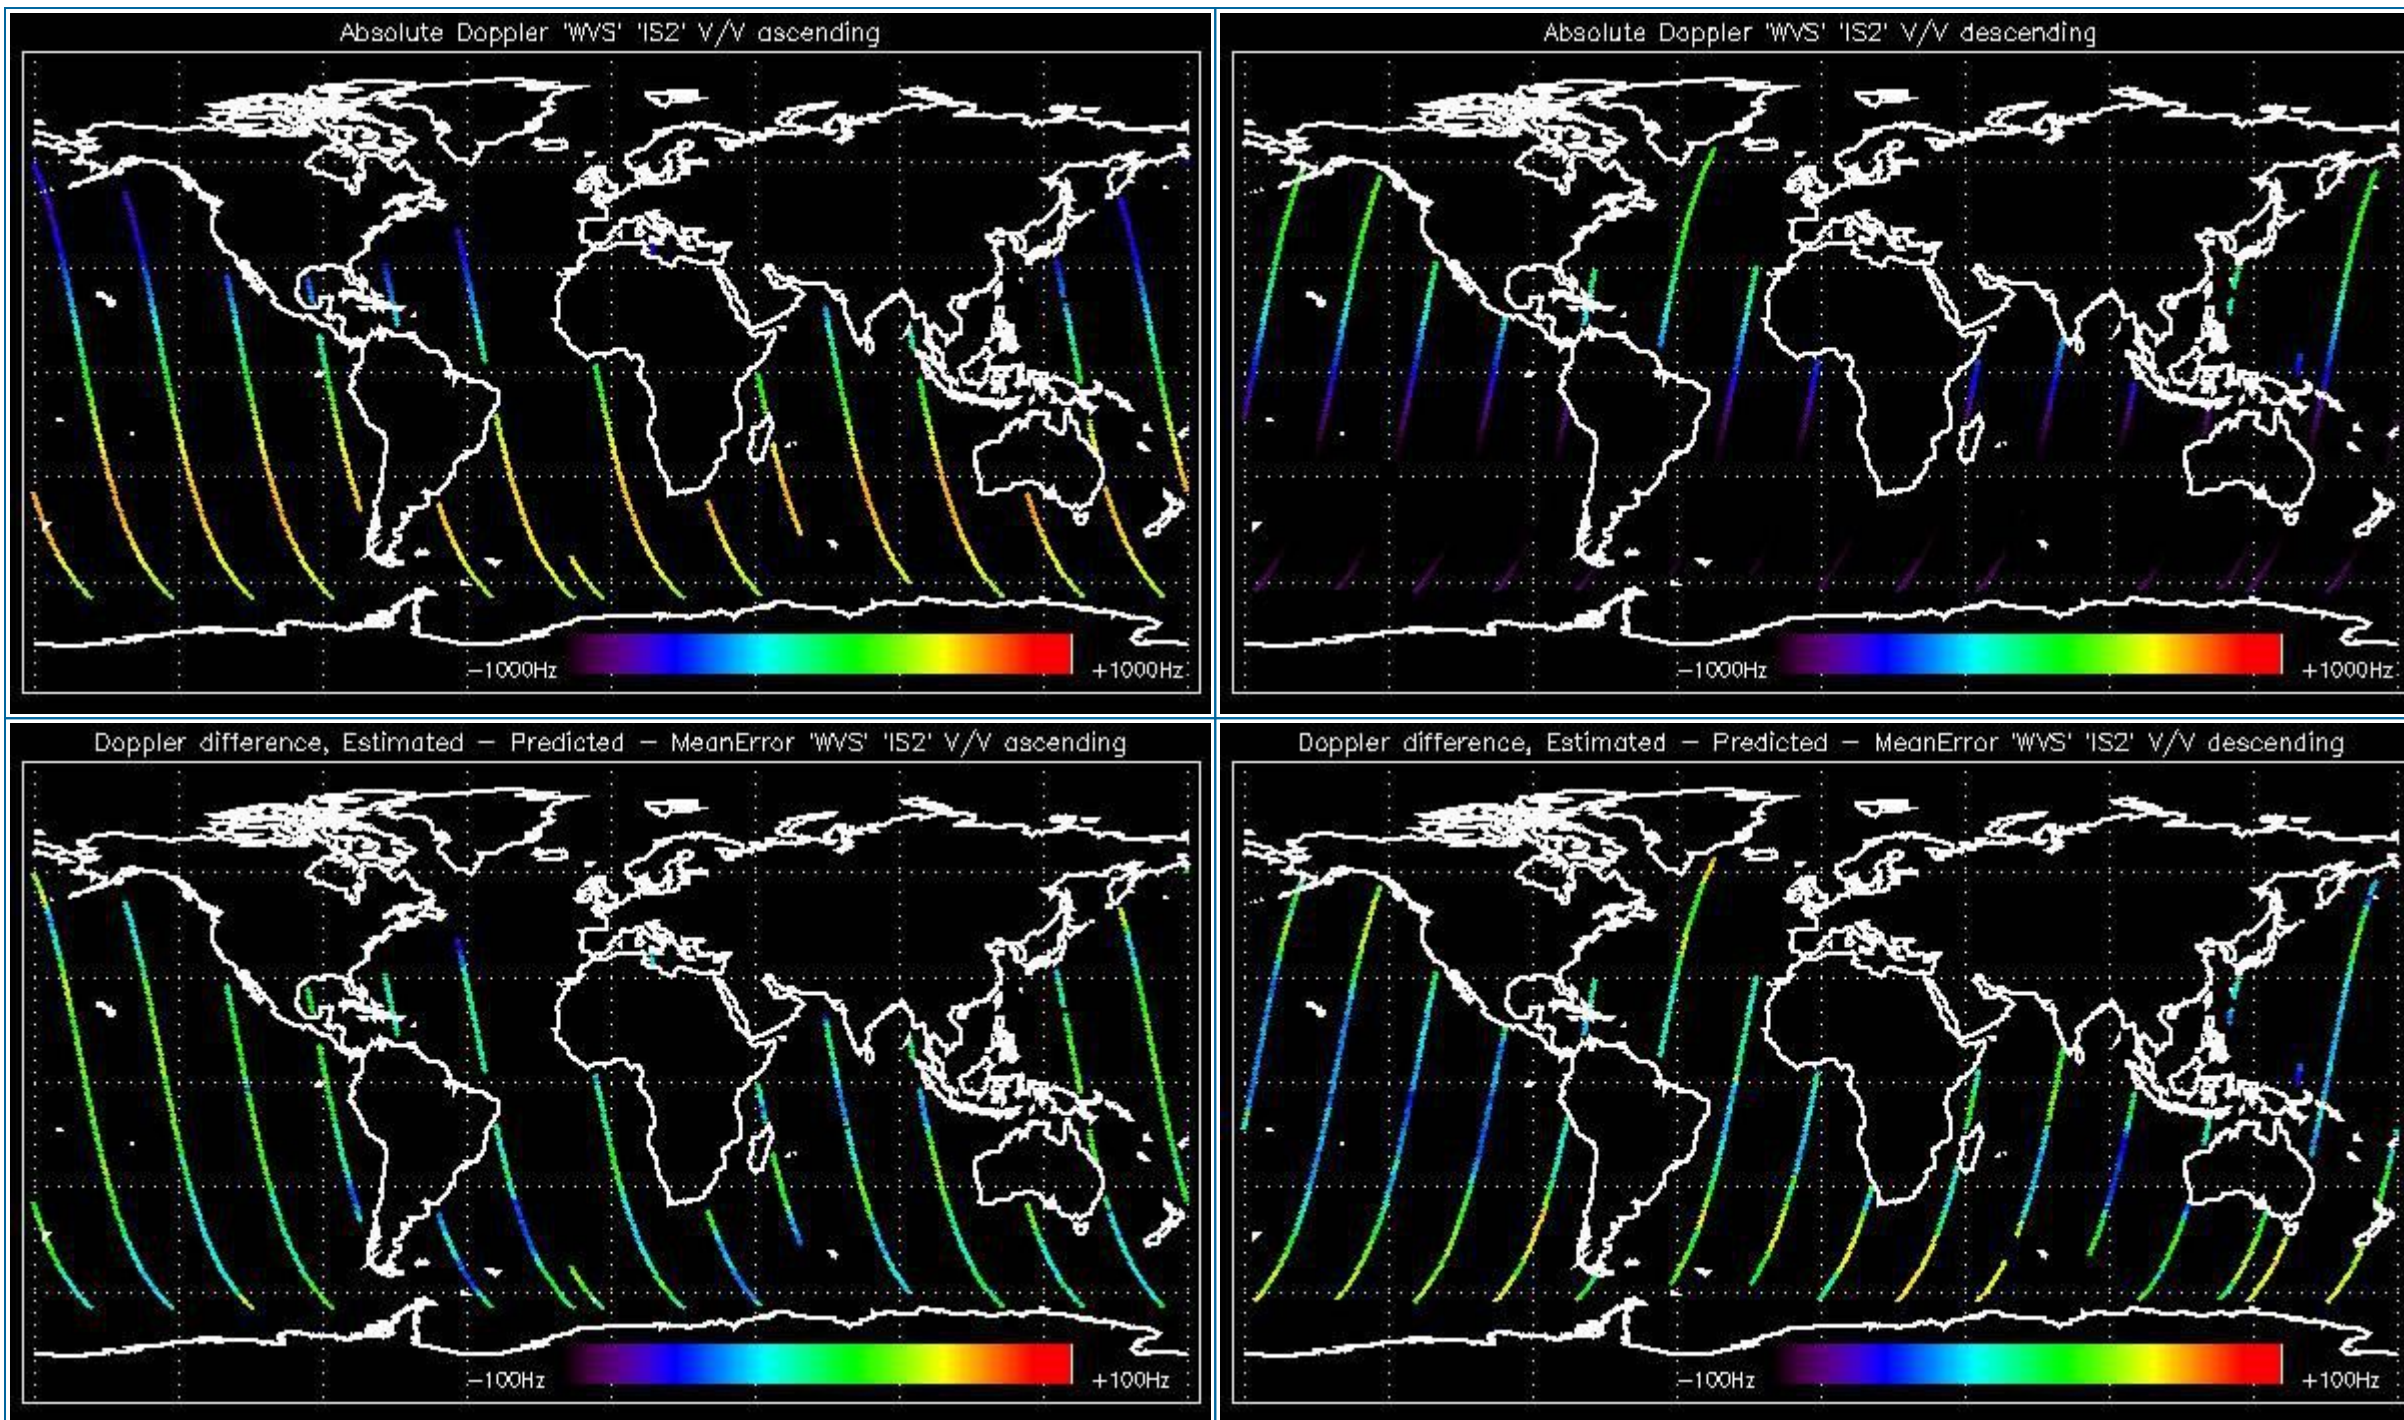 Absolute Doppler 'WVS' 'IS2' V/V ascending
-1000Hz
+1000Hz
Absolute Doppler 'WVS' 'IS2' V/V descending
-1000Hz
+1000Hz
Doppler difference, Estimated - Predicted - MeanError 'WVS' 'IS2' V/V ascending
-100Hz
+100Hz
Doppler difference, Estimated - Predicted - MeanError 'WVS' 'IS2' V/V descending
-100Hz
+100Hz